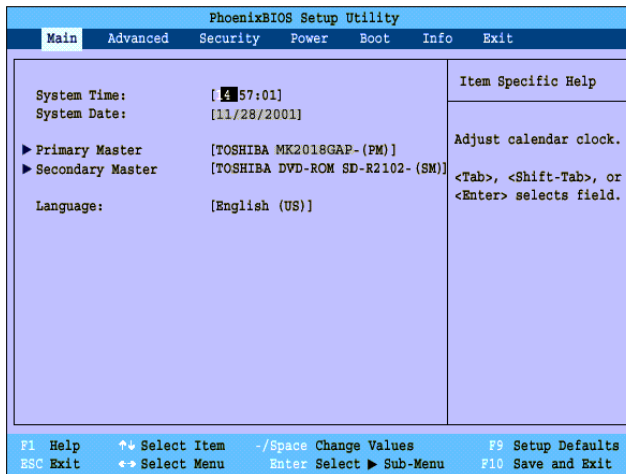 PhoenixBIOS Setup Utility
Main Advanced Security Power Boot Info Exit
System Time: [14 57:01]
System Date: [11/28/2001]
Primary Master [TOSHIBA MK2018GAP-(PM)]
Secondary Master [TOSHIBA DVD-ROM SD-R2102-(SM)]
Language: [English (US)]
Item Specific Help
Adjust calendar clock.
<Tab>, <Shift-Tab>, or
<Enter> selects field.
F1 Help ↑↓ Select Item -/Space Change Values F9 Setup Defaults
ESC Exit ←→ Select Menu Enter Select ▶ Sub-Menu F10 Save and Exit